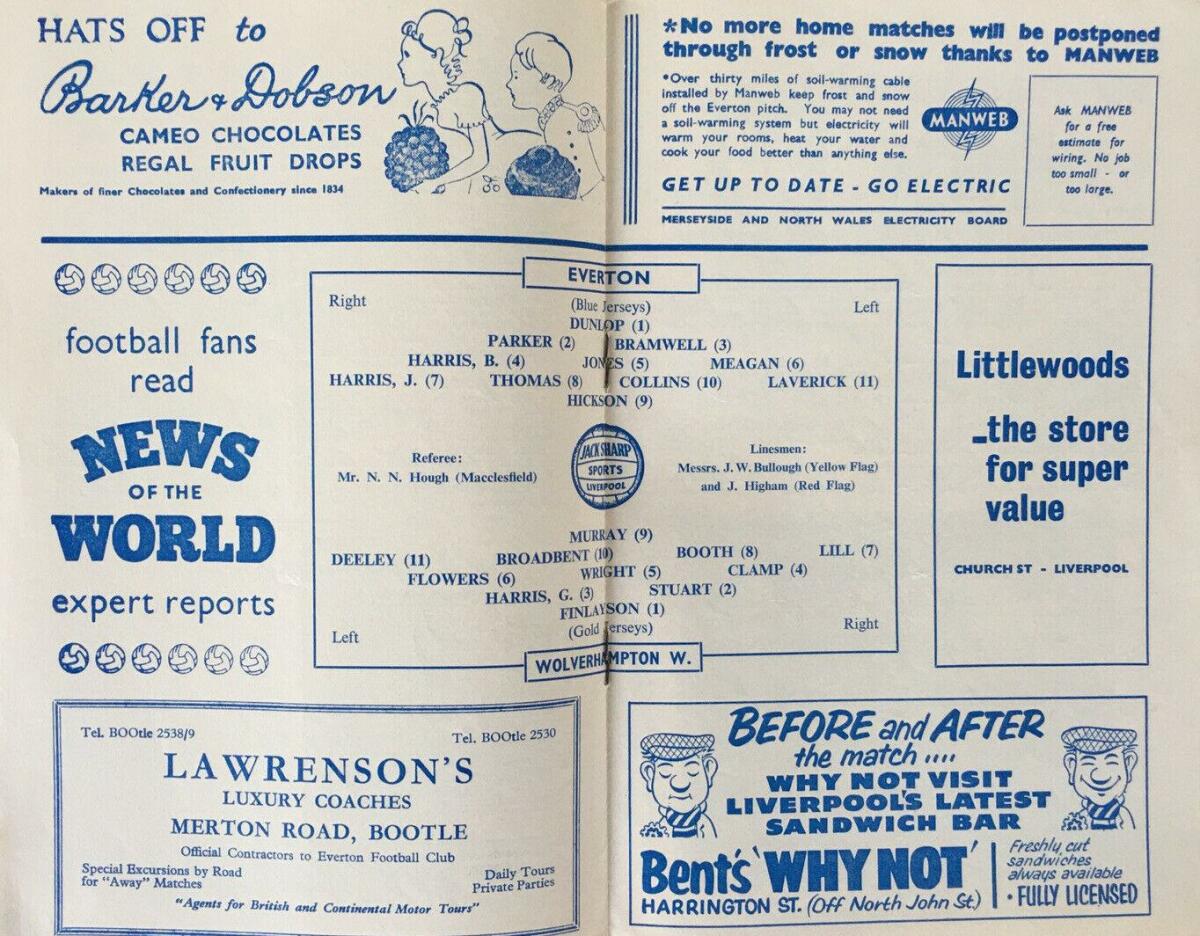 HATS OFF to
Barker & Dobson
CAMEO CHOCOLATES
REGAL FRUIT DROPS
Makers of finer Chocolates and Confectionery since 1834
*No more home matches will be postponed
through frost or snow thanks to MANWEB
*Over thirty miles of soil-warming cable
installed by Manweb keep frost and snow
off the Everton pitch. You may not need
a soil-warming system but electricity will
warm your rooms, heat your water and
cook your food better than anything else.
MANWEB
Ask MANWEB
for a free
estimate for
wiring. No job
too small - or
too large.
GET UP TO DATE - GO ELECTRIC
MERSEYSIDE AND NORTH WALES ELECTRICITY BOARD
football fans
read
NEWS
OF THE
WORLD
expert reports
EVERTON
Right
(Blue Jerseys)
Left
DUNLOP (1)
PARKER (2) BRAMWELL (3)
HARRIS, B. (4) JONES (5) MEAGAN (6)
HARRIS, J. (7) THOMAS (8) COLLINS (10) LAVERICK (11)
HICKSON (9)
Referee:
Mr. N. N. Hough (Macclesfield)
JACK SHARP
SPORTS
LIVERPOOL
Linesmen:
Messrs. J. W. Bullough (Yellow Flag)
and J. Higham (Red Flag)
MURRAY (9)
DEELEY (11) BROADBENT (10) BOOTH (8) LILL (7)
FLOWERS (6) WRIGHT (5) CLAMP (4)
HARRIS, G. (3) STUART (2)
FINLAYSON (1)
Left
(Gold Jerseys)
Right
WOLVERHAMPTON W.
Littlewoods
..the store
for super
value
CHURCH ST - LIVERPOOL
Tel. BOOtle 2538/9
Tel. BOOtle 2530
LAWRENSON'S
LUXURY COACHES
MERTON ROAD, BOOTLE
Official Contractors to Everton Football Club
Special Excursions by Road
for "Away" Matches
Daily Tours
Private Parties
"Agents for British and Continental Motor Tours"
BEFORE and AFTER
the match ....
WHY NOT VISIT
LIVERPOOL'S LATEST
SANDWICH BAR
Bent's 'WHY NOT'
HARRINGTON ST. (Off North John St.)
Freshly cut
sandwiches
always available
• FULLY LICENSED